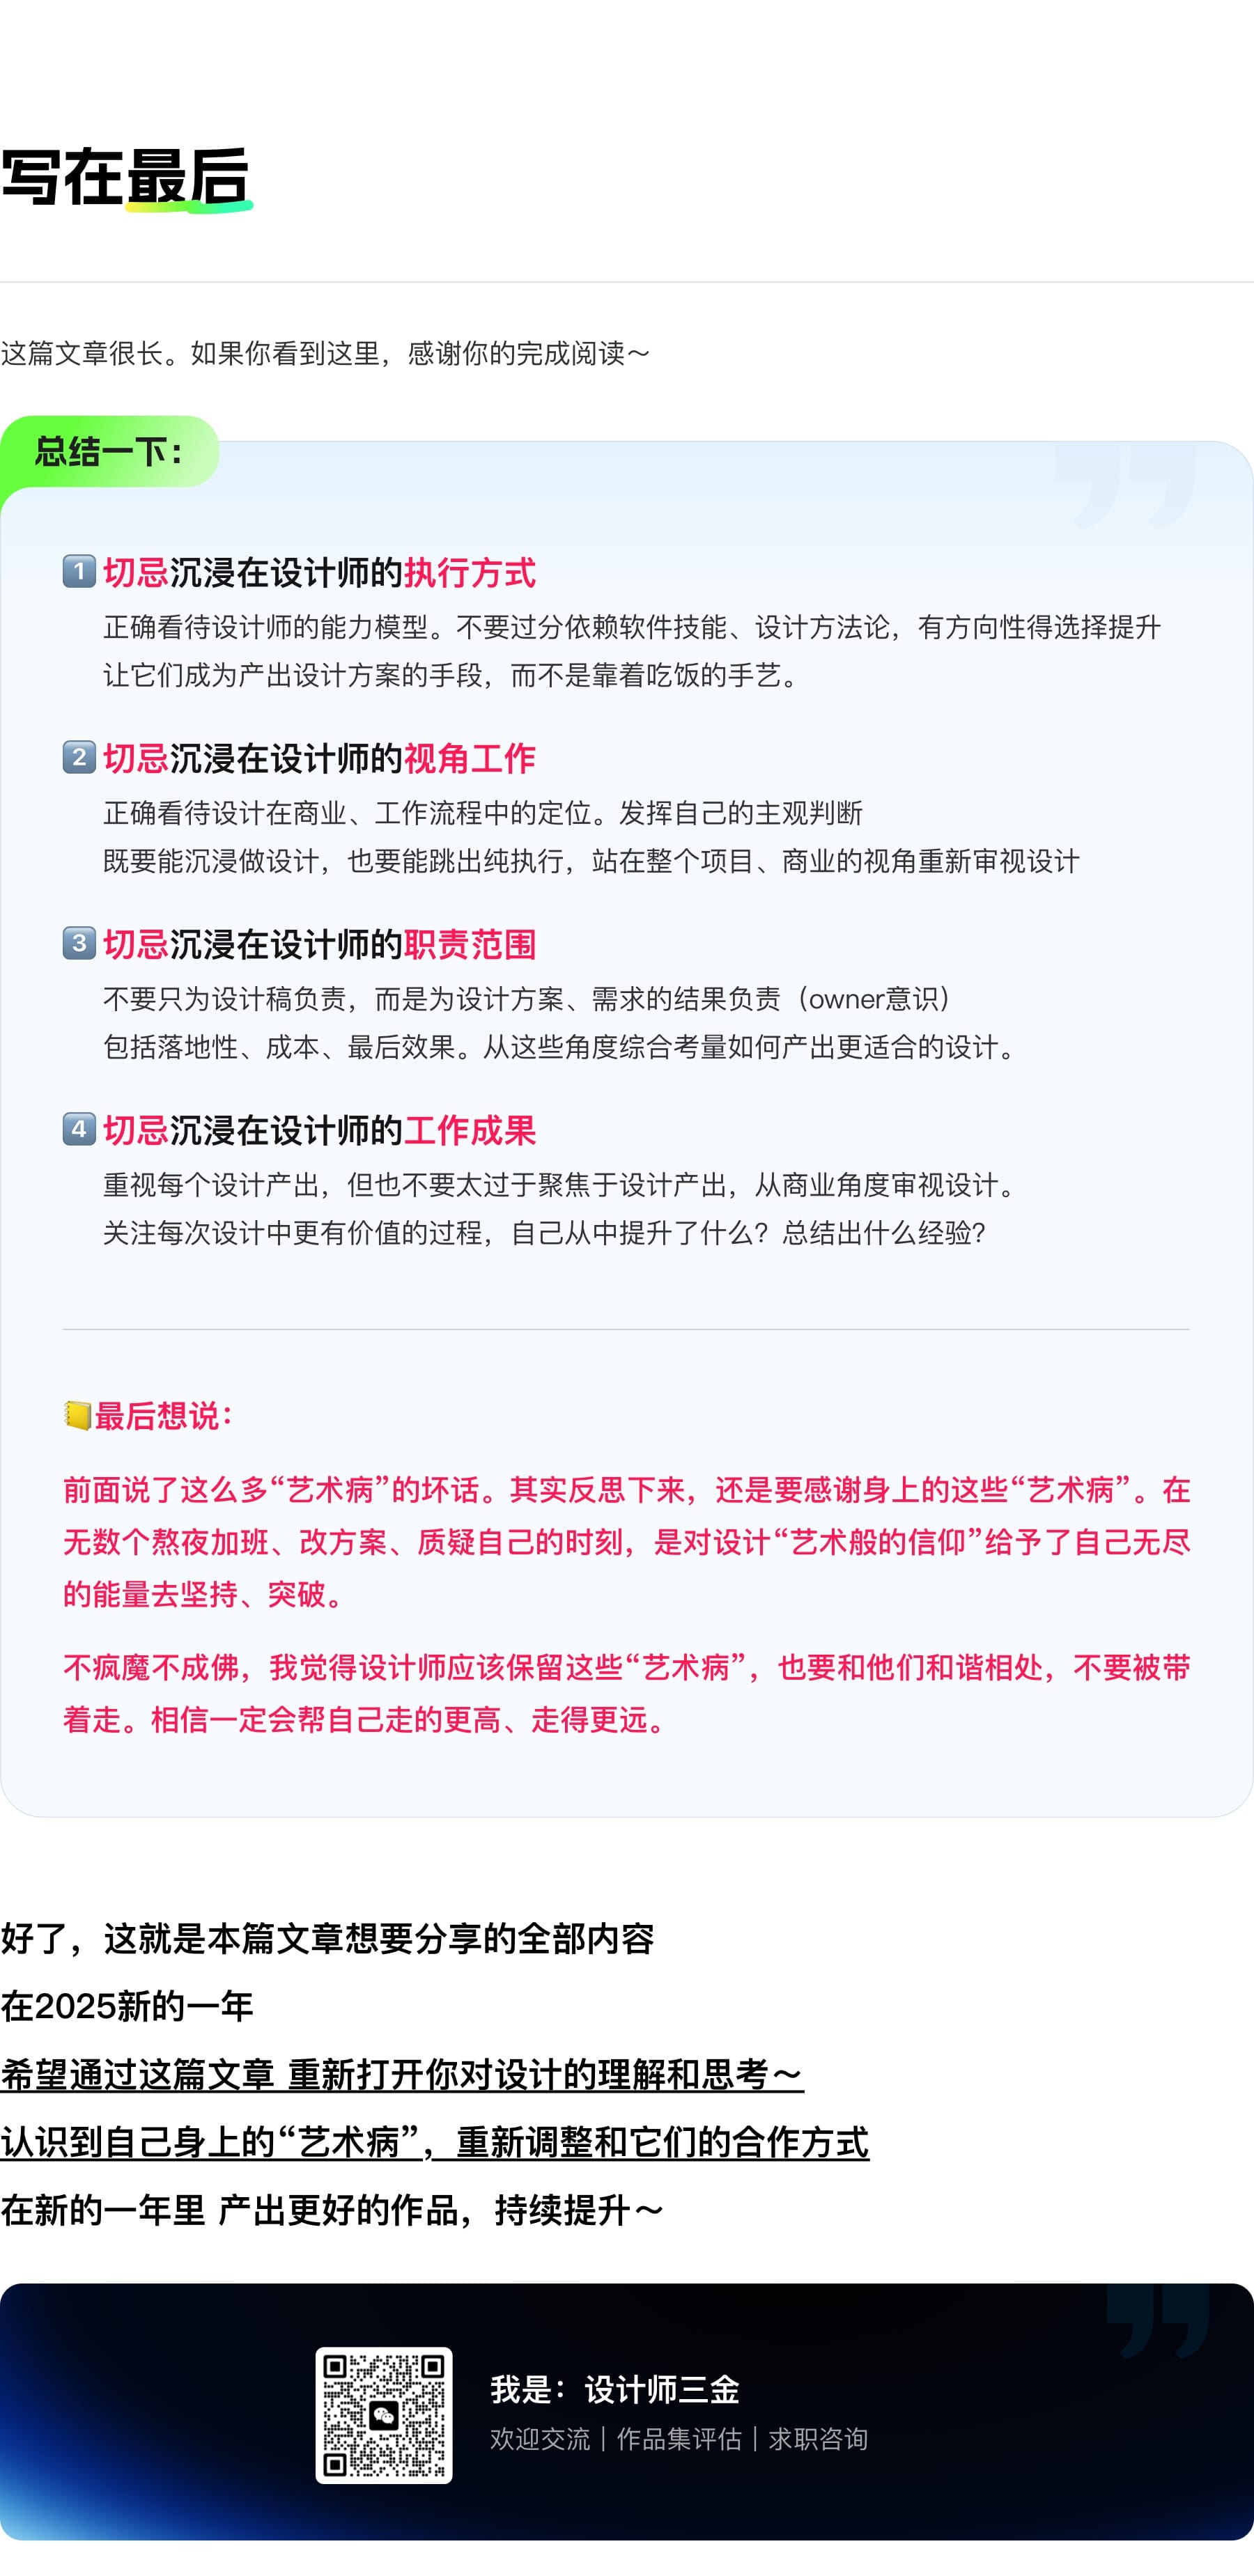 写在最后
这篇文章很长。如果你看到这里，感谢你的完成阅读～
总结一下：
1 切忌沉浸在设计师的执行方式
正确看待设计师的能力模型。不要过分依赖软件技能、设计方法论，有方向性得选择提升
让它们成为产出设计方案的手段，而不是靠着吃饭的手艺。
2 切忌沉浸在设计师的视角工作
正确看待设计在商业、工作流程中的定位。发挥自己的主观判断
既要能沉浸做设计，也要能跳出纯执行，站在整个项目、商业的视角重新审视设计
3 切忌沉浸在设计师的职责范围
不要只为设计稿负责，而是为设计方案、需求的结果负责（owner意识）
包括落地性、成本、最后效果。从这些角度综合考量如何产出更适合的设计。
4 切忌沉浸在设计师的工作成果
重视每个设计产出，但也不要太过于聚焦于设计产出，从商业角度审视设计。
关注每次设计中更有价值的过程，自己从中提升了什么？总结出什么经验？
最后想说：
前面说了这么多“艺术病”的坏话。其实反思下来，还是要感谢身上的这些“艺术病”。在
无数个熬夜加班、改方案、质疑自己的时刻，是对设计“艺术般的信仰”给予了自己无尽
的能量去坚持、突破。
不疯魔不成佛，我觉得设计师应该保留这些“艺术病”，也要和他们和谐相处，不要被带
着走。相信一定会帮自己走的更高、走得更远。
好了，这就是本篇文章想要分享的全部内容
在2025新的一年
希望通过这篇文章 重新打开你对设计的理解和思考～
认识到自己身上的“艺术病”，重新调整和它们的合作方式
在新的一年里 产出更好的作品，持续提升～
我是：设计师三金
欢迎交流｜作品集评估｜求职咨询